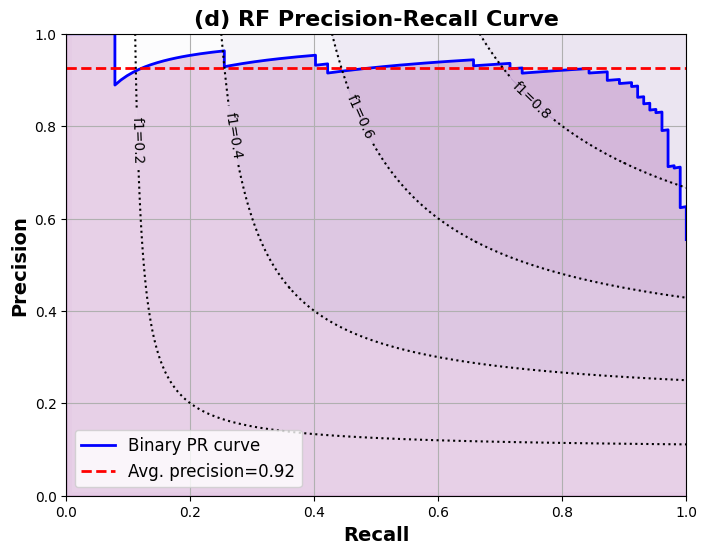 (d) RF Precision-Recall Curve
1.0
0.8
0.6
0.4
0.2
0.0
Precision
f1=0.2
f1=0.4
f1=0.6
f1=0.8
Binary PR curve
Avg. precision=0.92
0.0 0.2 0.4 0.6 0.8 1.0
Recall